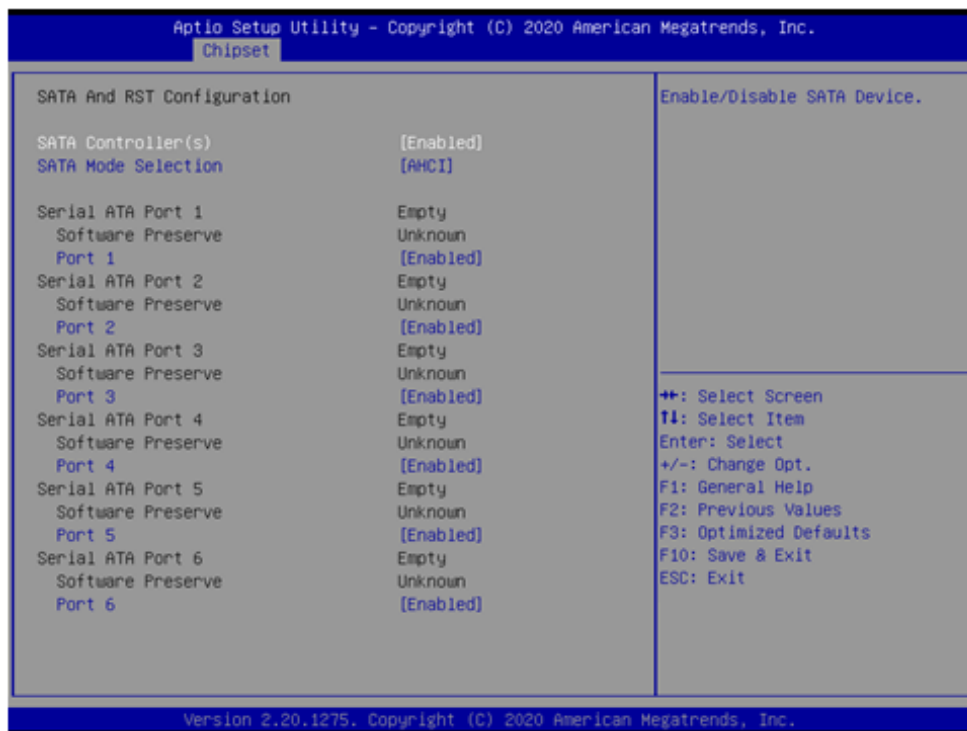 Aptio Setup Utility – Copyright (C) 2020 American Megatrends, Inc.
Chipset
SATA And RST Configuration
SATA Controller(s) [Enabled]
SATA Mode Selection [AHCI]
Serial ATA Port 1 Empty
Software Preserve Unknown
Port 1 [Enabled]
Serial ATA Port 2 Empty
Software Preserve Unknown
Port 2 [Enabled]
Serial ATA Port 3 Empty
Software Preserve Unknown
Port 3 [Enabled]
Serial ATA Port 4 Empty
Software Preserve Unknown
Port 4 [Enabled]
Serial ATA Port 5 Empty
Software Preserve Unknown
Port 5 [Enabled]
Serial ATA Port 6 Empty
Software Preserve Unknown
Port 6 [Enabled]
Enable/Disable SATA Device.
→←: Select Screen
↑↓: Select Item
Enter: Select
+/-: Change Opt.
F1: General Help
F2: Previous Values
F3: Optimized Defaults
F10: Save & Exit
ESC: Exit
Version 2.20.1275. Copyright (C) 2020 American Megatrends, Inc.